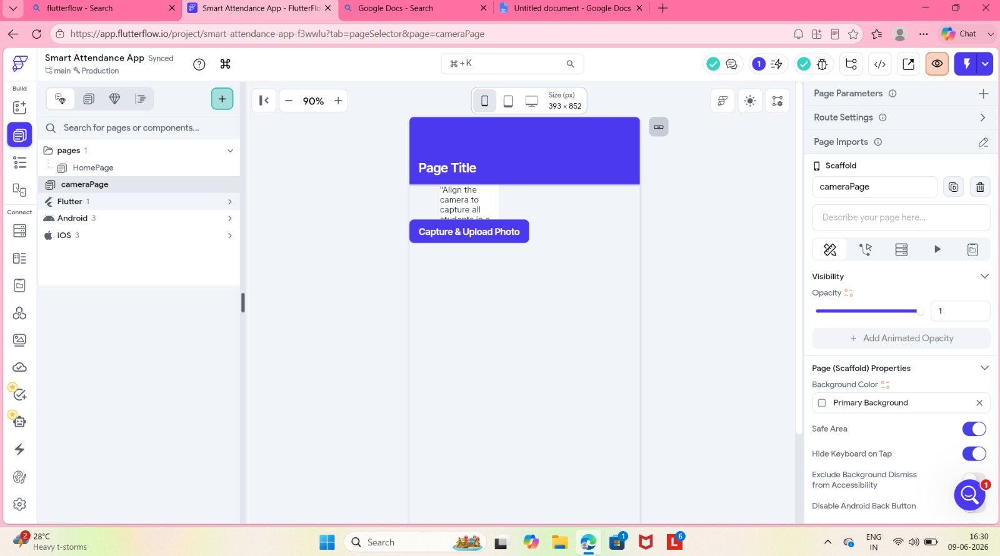 flutterflow - Search
Smart Attendance App - FlutterFlo
Google Docs - Search
Untitled document - Google Docs
https://app.flutterflow.io/project/smart-attendance-app-f3wwlu?tab=pageSelector&page=cameraPage
Chat
Smart Attendance App Synced
main Production
⌘+K
1
Build
Connect
90%
Size (px)
393 × 852
Search for pages or components...
pages 1
HomePage
cameraPage
Flutter 1
Android 3
iOS 3
Page Title
"Align the
camera to
capture all
students in a
Capture & Upload Photo
Page Parameters
Route Settings
Page Imports
Scaffold
cameraPage
Describe your page here...
Visibility
Opacity
1
+ Add Animated Opacity
Page (Scaffold) Properties
Background Color
Primary Background
Safe Area
Hide Keyboard on Tap
Exclude Background Dismiss
from Accessibility
Disable Android Back Button
1
2
28°C
Heavy t-storms
Search
1
L
6
ENG
IN
16:30
09-06-2026